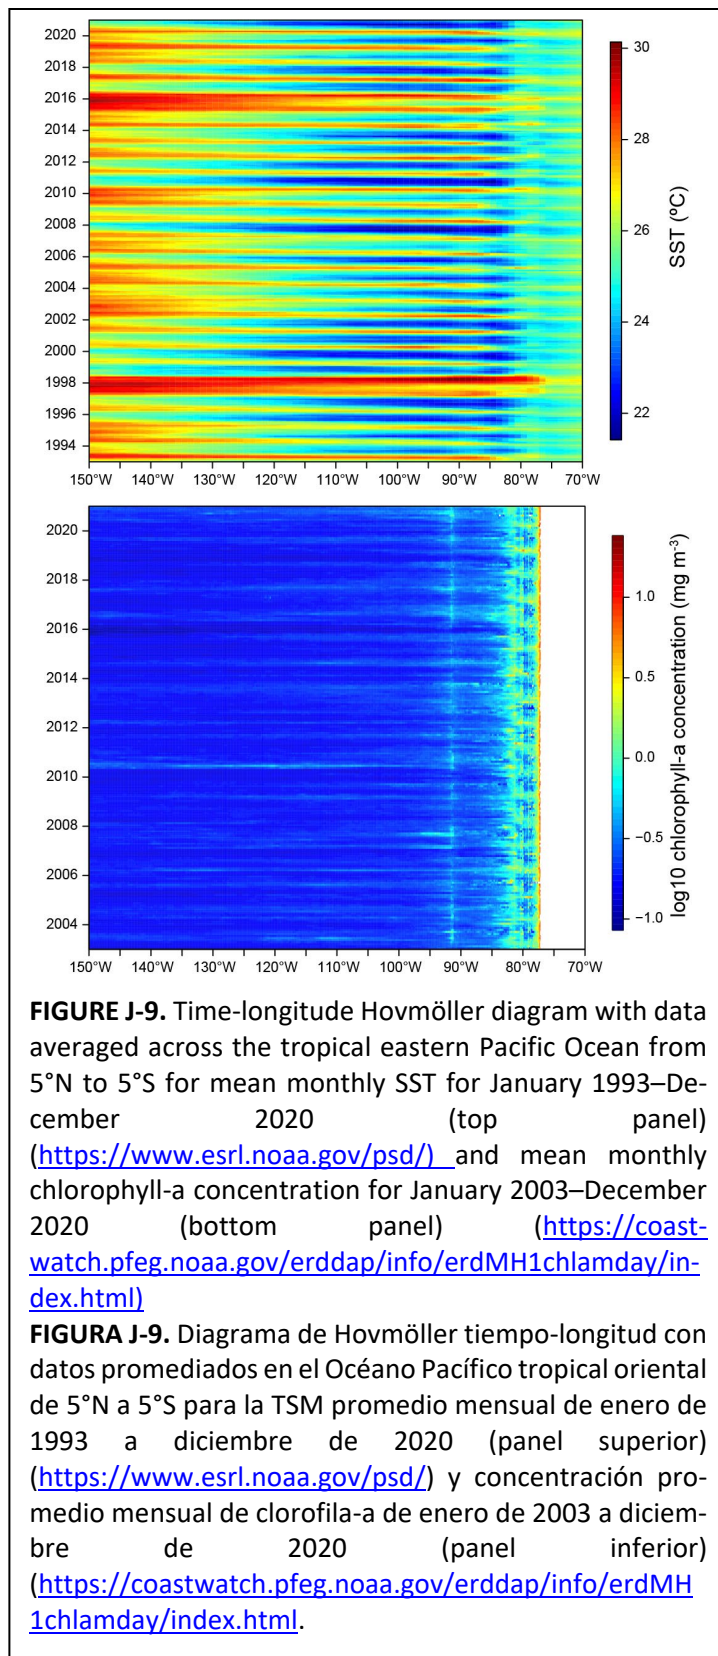 2020
2018
2016
2014
2012
2010
2008
2006
2004
2002
2000
1998
1996
1994
150°W 140°W 130°W 120°W 110°W 100°W 90°W 80°W 70°W
30
28
26
24
22
SST (ºC)
2020
2018
2016
2014
2012
2010
2008
2006
2004
150°W 140°W 130°W 120°W 110°W 100°W 90°W 80°W 70°W
1.0
0.5
0.0
−0.5
−1.0
log10 chlorophyll-a concentration (mg m⁻³)
FIGURE J-9. Time-longitude Hovmöller diagram with data
averaged across the tropical eastern Pacific Ocean from
5°N to 5°S for mean monthly SST for January 1993–De-
cember 2020 (top panel)
(https://www.esrl.noaa.gov/psd/) and mean monthly
chlorophyll-a concentration for January 2003–December
2020 (bottom panel) (https://coast-
watch.pfeg.noaa.gov/erddap/info/erdMH1chlamday/in-
dex.html)
FIGURA J-9. Diagrama de Hovmöller tiempo-longitud con
datos promediados en el Océano Pacífico tropical oriental
de 5°N a 5°S para la TSM promedio mensual de enero de
1993 a diciembre de 2020 (panel superior)
(https://www.esrl.noaa.gov/psd/) y concentración pro-
medio mensual de clorofila-a de enero de 2003 a diciem-
bre de 2020 (panel inferior)
(https://coastwatch.pfeg.noaa.gov/erddap/info/erdMH
1chlamday/index.html.